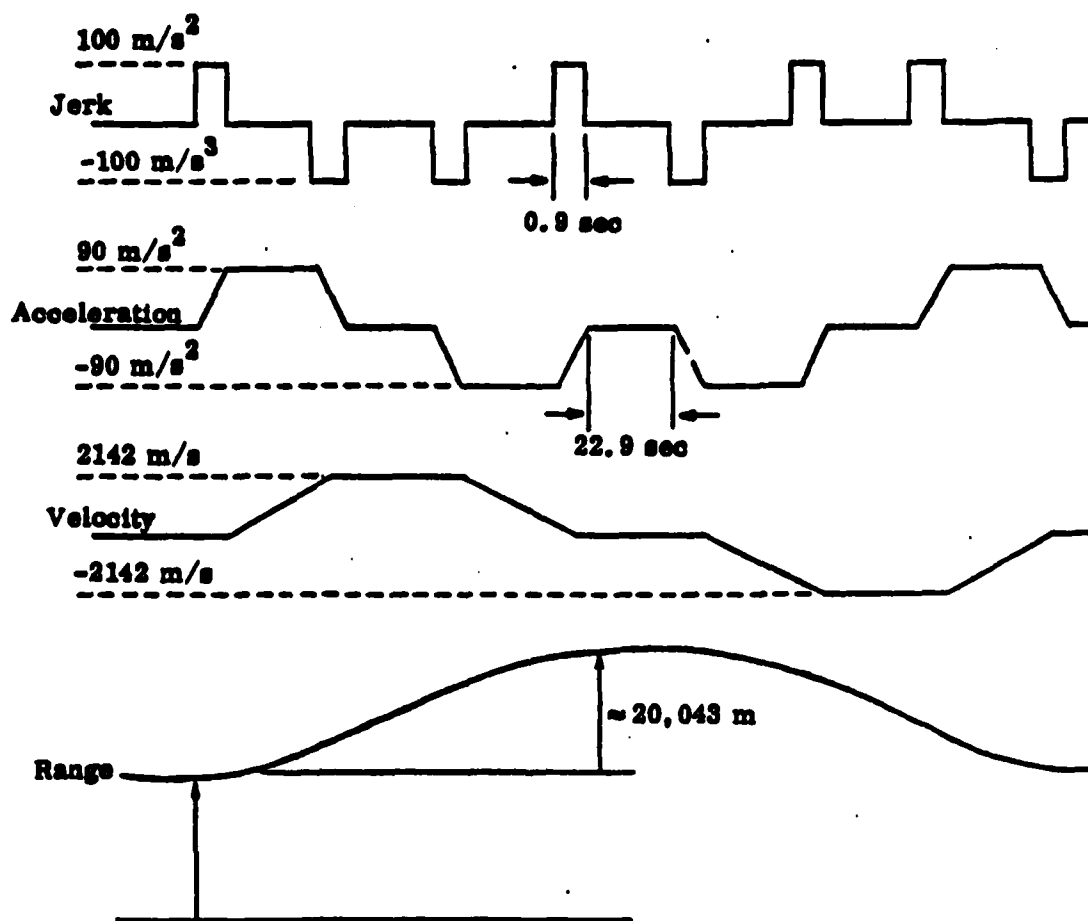 100 m/s²
Jerk
-100 m/s³
0.9 sec
90 m/s²
Acceleration
-90 m/s²
22.9 sec
2142 m/s
Velocity
-2142 m/s
≈ 20,043 m
Range